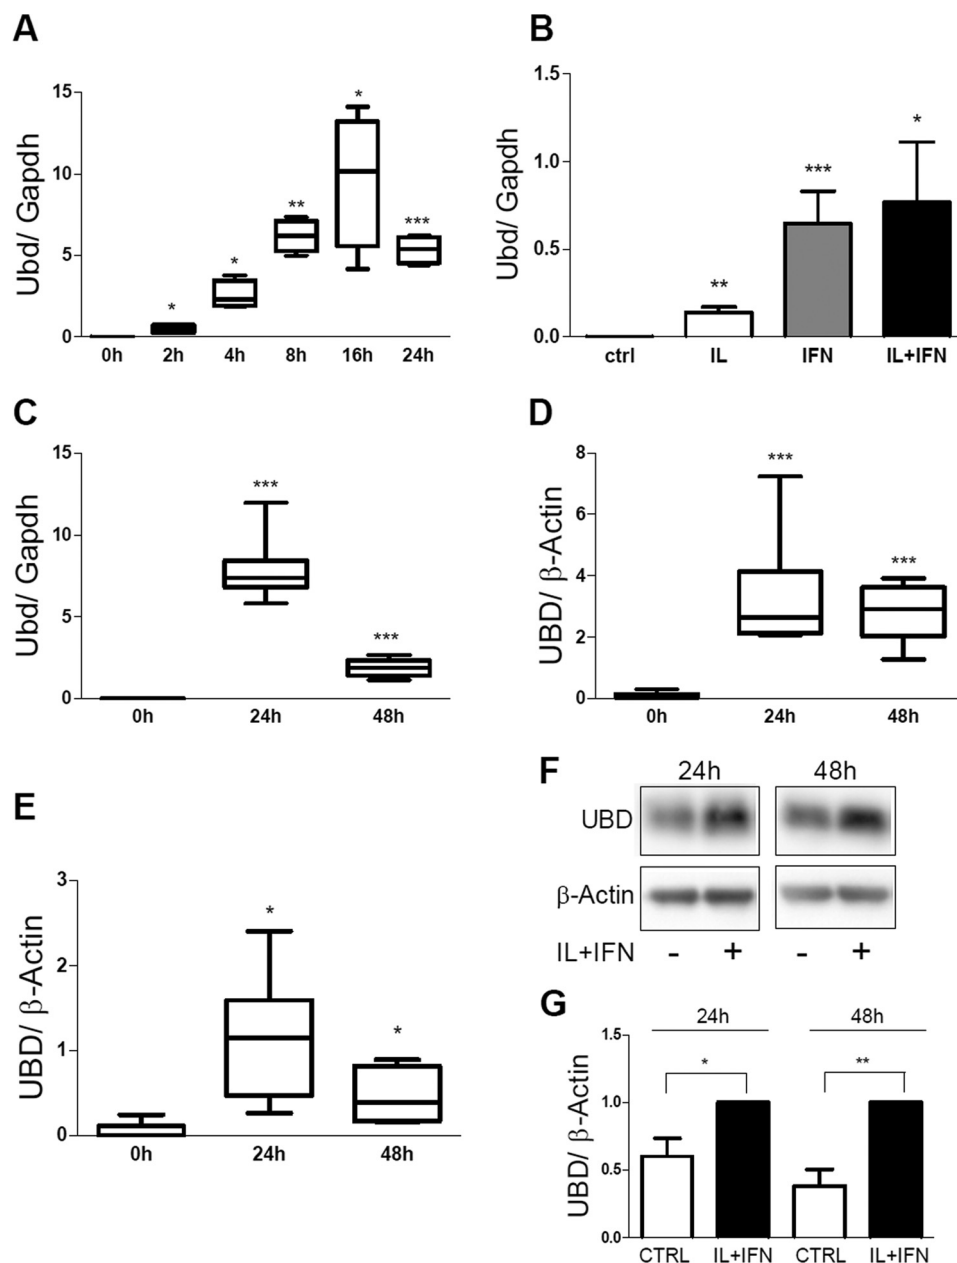 A
Ubd/ Gapdh
15
10
5
0
*
*
**
*
***
0h 2h 4h 8h 16h 24h
B
Ubd/ Gapdh
1.5
1.0
0.5
0.0
**
***
*
ctrl IL IFN IL+IFN
C
Ubd/ Gapdh
15
10
5
0
***
***
0h 24h 48h
D
UBD/ β-Actin
8
6
4
2
0
***
***
0h 24h 48h
E
UBD/ β-Actin
3
2
1
0
*
*
0h 24h 48h
F
24h 48h
UBD
β-Actin
IL+IFN - + - +
G
24h 48h
UBD/ β-Actin
1.5
1.0
0.5
0.0
*
**
CTRL IL+IFN CTRL IL+IFN